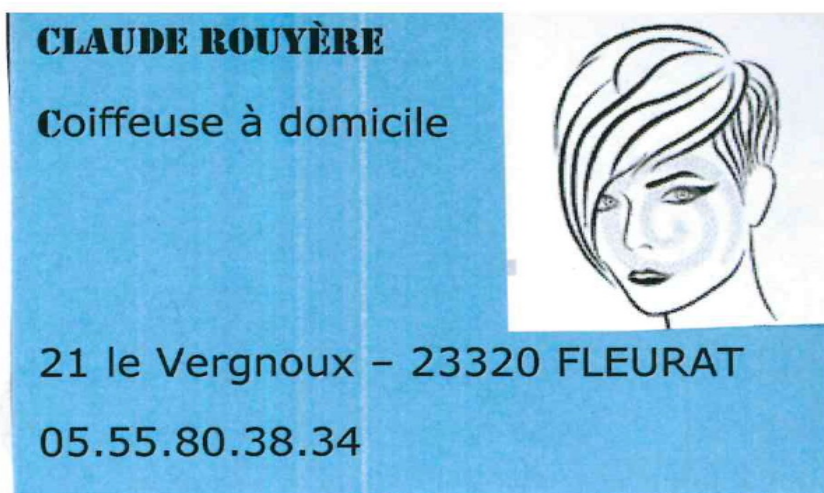 CLAUDE ROUYÈRE
Coiffeuse à domicile
21 le Vergnoux – 23320 FLEURAT
05.55.80.38.34